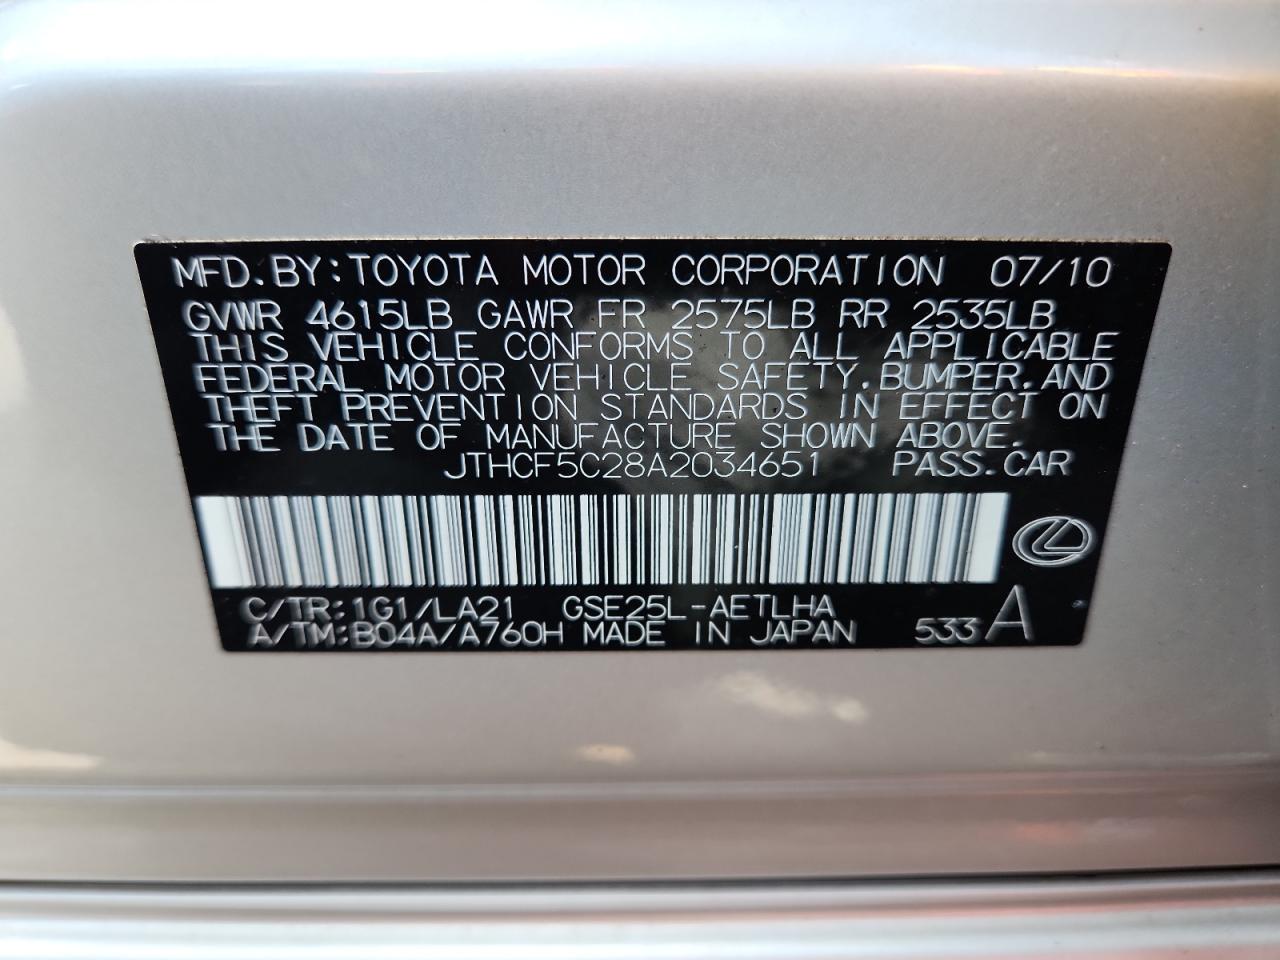 MFD.BY:TOYOTA MOTOR CORPORATION 07/10
GVWR 4615LB GAWR FR 2575LB RR 2535LB
THIS VEHICLE CONFORMS TO ALL APPLICABLE
FEDERAL MOTOR VEHICLE SAFETY.BUMPER.AND
THEFT PREVENTION STANDARDS IN EFFECT ON
THE DATE OF MANUFACTURE SHOWN ABOVE.
JTHCF5C28A2034651 PASS.CAR
C/TR:1G1/LA21 GSE25L-AETLHA
A/TM:B04A/A760H MADE IN JAPAN 533 A